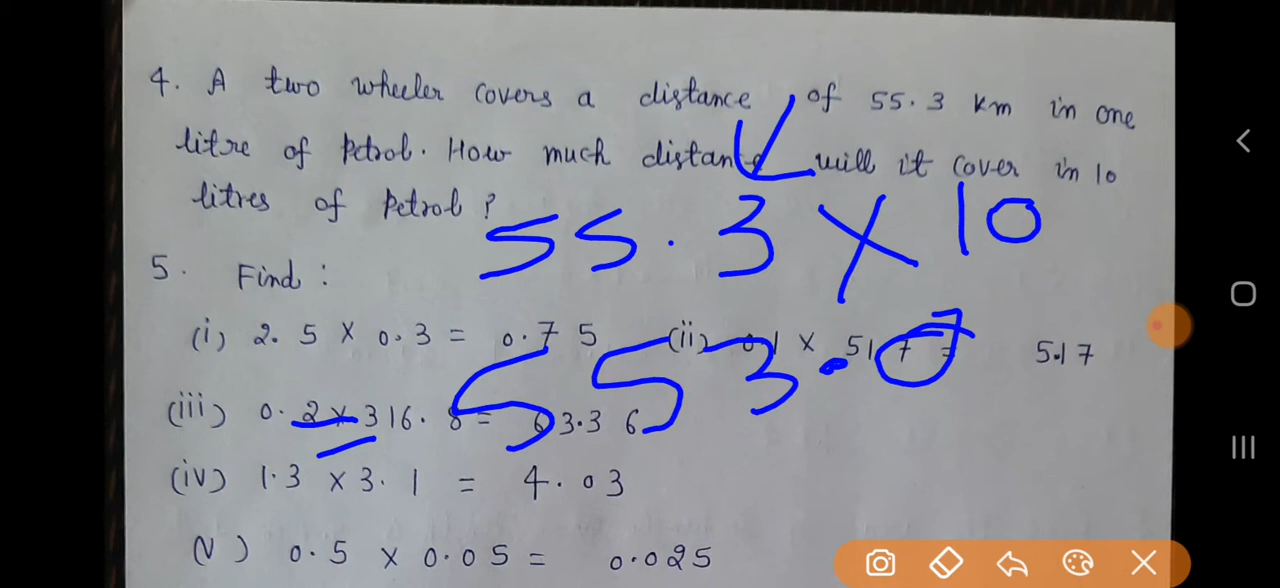 4. A two wheeler covers a distance of 55.3 km in one
litre of Petrol. How much distance will it cover in 10
litres of Petrol?
55.3 X 10
5. Find:
(i) 2.5 X 0.3 = 0.75 (ii) 0.1 X 51.7 = 5.17
553.0
(iii) 0.2 X 316.8 = 63.36
(iv) 1.3 X 3.1 = 4.03
(V) 0.5 X 0.05 = 0.025